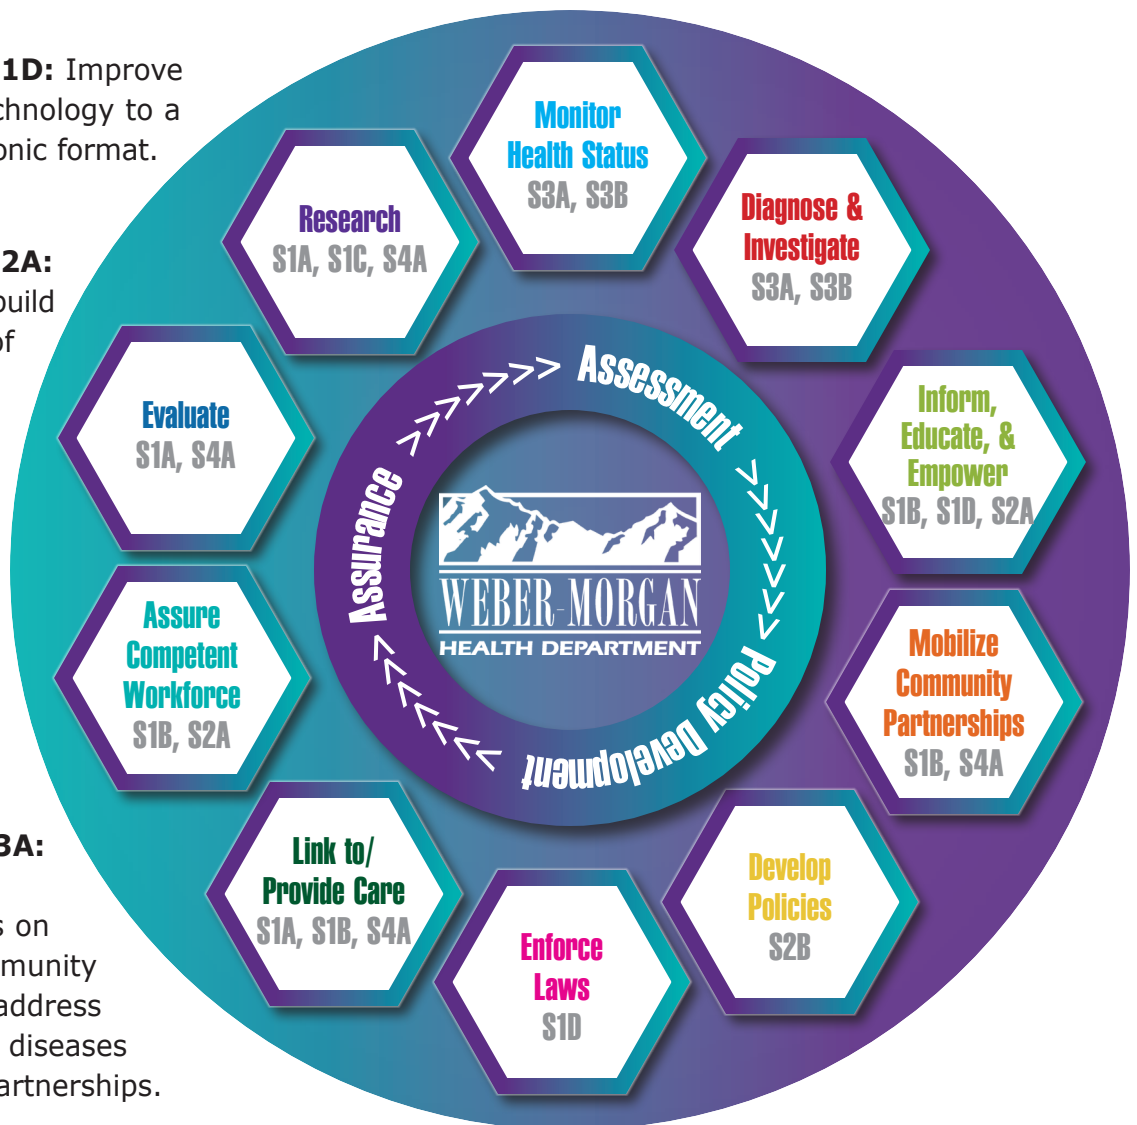 1D: Improve
chnology to a
onic format.
2A:
build
of
3A:
s on
munity
address
diseases
artnerships.
Monitor
Health Status
S3A, S3B
Diagnose &
Investigate
S3A, S3B
Inform,
Educate, &
Empower
S1B, S1D, S2A
Mobilize
Community
Partnerships
S1B, S4A
Develop
Policies
S2B
Enforce
Laws
S1D
Link to/
Provide Care
S1A, S1B, S4A
Assure
Competent
Workforce
S1B, S2A
Evaluate
S1A, S4A
Research
S1A, S1C, S4A
>>>>>>> Assessment >>>>>>>
Policy Development >>>>>>>
Assurance
WEBER-MORGAN
HEALTH DEPARTMENT